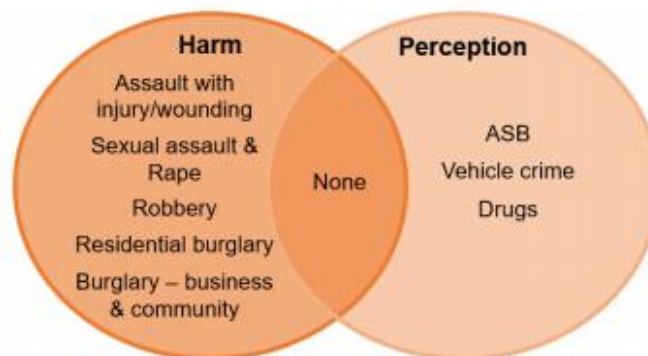 Harm
Assault with
injury/wounding
Sexual assault &
Rape
Robbery
Residential burglary
Burglary – business
& community
None
Perception
ASB
Vehicle crime
Drugs